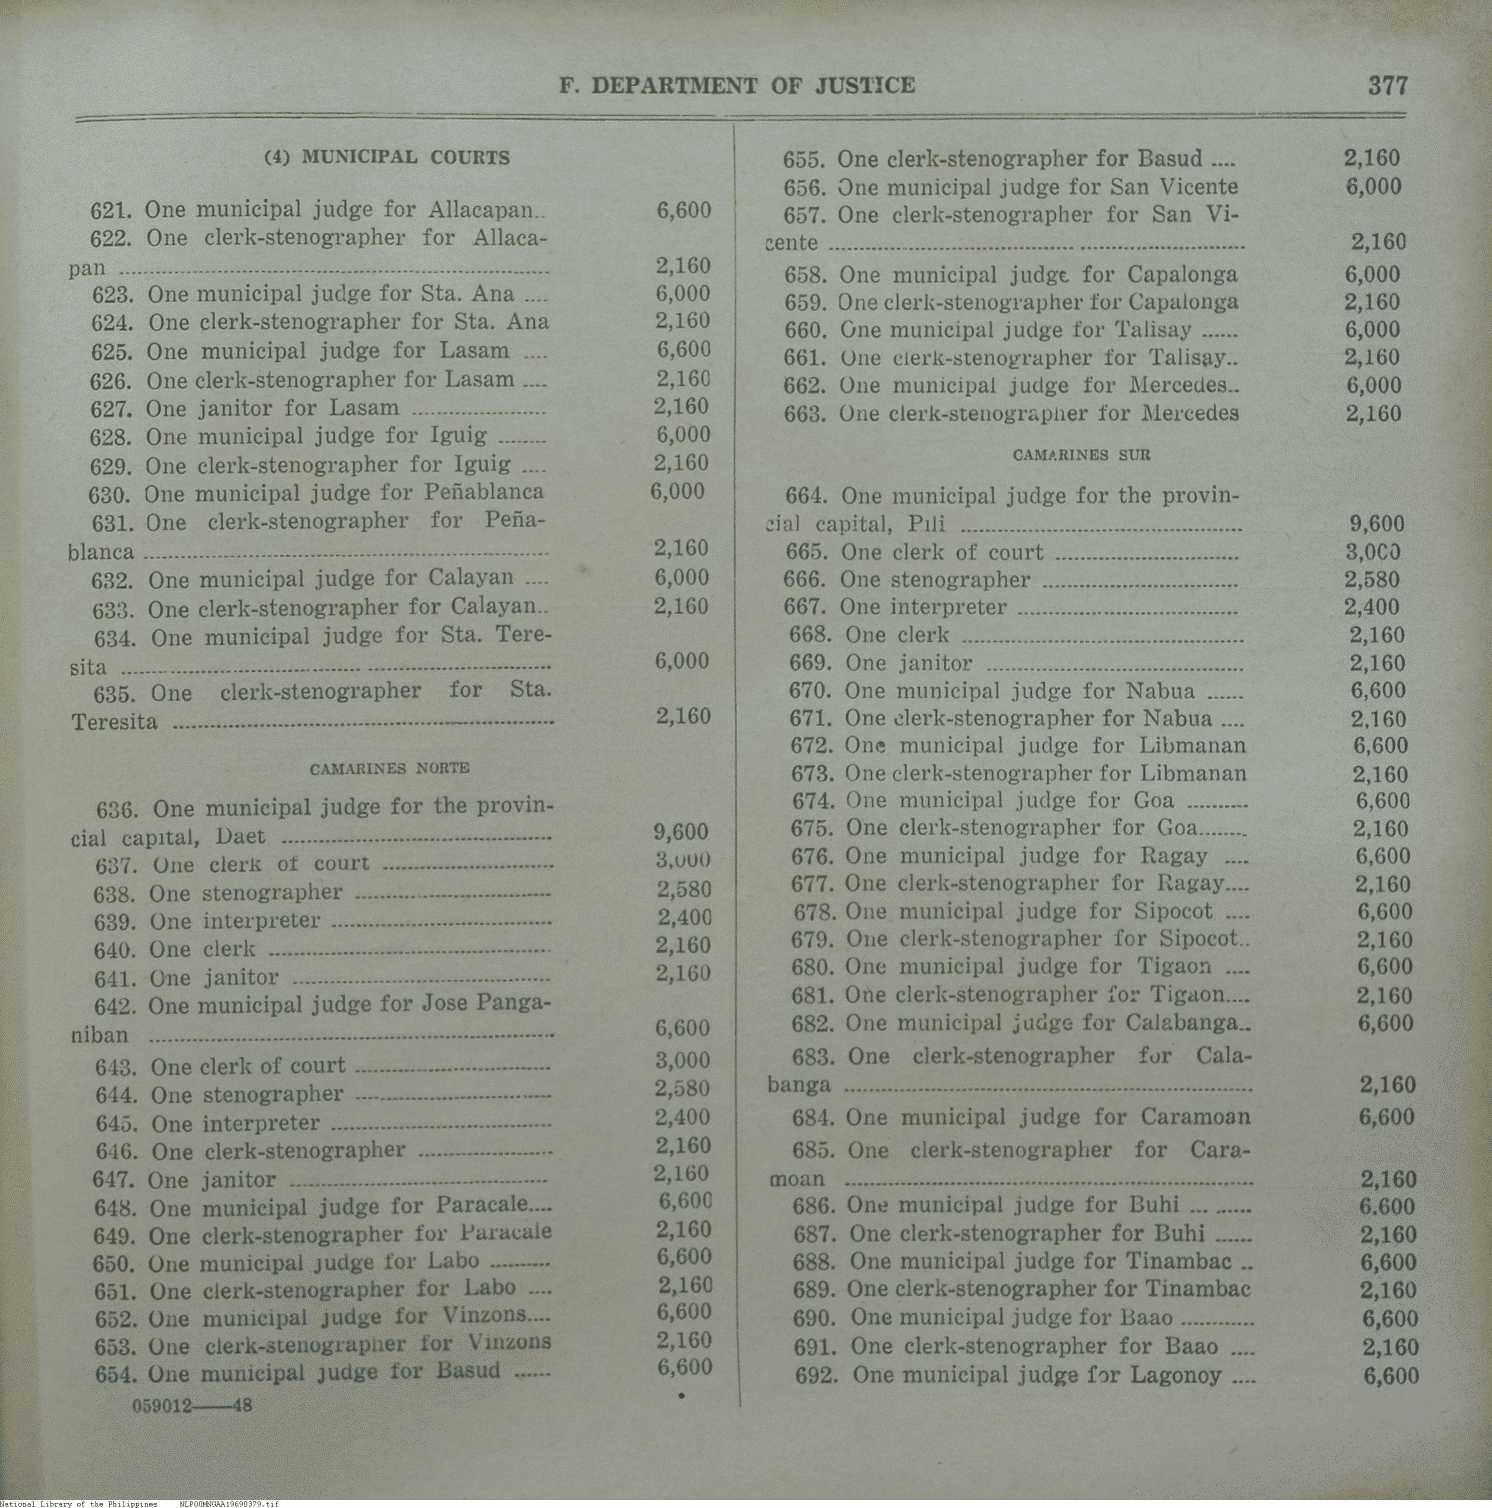 F. DEPARTMENT OF JUSTICE 377
(4) MUNICIPAL COURTS
621. One municipal judge for Allacapan.. 6,600
622. One clerk-stenographer for Allaca-
pan ........ 2,160
623. One municipal judge for Sta. Ana .... 6,000
624. One clerk-stenographer for Sta. Ana 2,160
625. One municipal judge for Lasam .... 6,600
626. One clerk-stenographer for Lasam .... 2,160
627. One janitor for Lasam ........ 2,160
628. One municipal judge for Iguig ........ 6,000
629. One clerk-stenographer for Iguig .... 2,160
630. One municipal judge for Peñablanca 6,000
631. One clerk-stenographer for Peña-
blanca ........ 2,160
632. One municipal judge for Calayan .... 6,000
633. One clerk-stenographer for Calayan.. 2,160
634. One municipal judge for Sta. Tere-
sita ........ 6,000
635. One clerk-stenographer for Sta.
Teresita ........ 2,160
CAMARINES NORTE
636. One municipal judge for the provin-
cial capital, Daet ........ 9,600
637. One clerk of court ........ 3,000
638. One stenographer ........ 2,580
639. One interpreter ........ 2,400
640. One clerk ........ 2,160
641. One janitor ........ 2,160
642. One municipal judge for Jose Panga-
niban ........ 6,600
643. One clerk of court ........ 3,000
644. One stenographer ........ 2,580
645. One interpreter ........ 2,400
646. One clerk-stenographer ........ 2,160
647. One janitor ........ 2,160
648. One municipal judge for Paracale.... 6,600
649. One clerk-stenographer for Paracale 2,160
650. One municipal judge for Labo ........ 6,600
651. One clerk-stenographer for Labo .... 2,160
652. One municipal judge for Vinzons.... 6,600
653. One clerk-stenographer for Vinzons 2,160
654. One municipal judge for Basud ...... 6,600
059012——48
655. One clerk-stenographer for Basud .... 2,160
656. One municipal judge for San Vicente 6,000
657. One clerk-stenographer for San Vi-
cente ........ 2,160
658. One municipal judge for Capalonga 6,000
659. One clerk-stenographer for Capalonga 2,160
660. One municipal judge for Talisay ...... 6,000
661. One clerk-stenographer for Talisay.. 2,160
662. One municipal judge for Mercedes.. 6,000
663. One clerk-stenographer for Mercedes 2,160
CAMARINES SUR
664. One municipal judge for the provin-
cial capital, Pili ........ 9,600
665. One clerk of court ........ 3,000
666. One stenographer ........ 2,580
667. One interpreter ........ 2,400
668. One clerk ........ 2,160
669. One janitor ........ 2,160
670. One municipal judge for Nabua ...... 6,600
671. One clerk-stenographer for Nabua .... 2,160
672. One municipal judge for Libmanan 6,600
673. One clerk-stenographer for Libmanan 2,160
674. One municipal judge for Goa ........ 6,600
675. One clerk-stenographer for Goa........ 2,160
676. One municipal judge for Ragay .... 6,600
677. One clerk-stenographer for Ragay.... 2,160
678. One municipal judge for Sipocot .... 6,600
679. One clerk-stenographer for Sipocot.. 2,160
680. One municipal judge for Tigaon .... 6,600
681. One clerk-stenographer for Tigaon.... 2,160
682. One municipal judge for Calabanga.. 6,600
683. One clerk-stenographer for Cala-
banga ........ 2,160
684. One municipal judge for Caramoan 6,600
685. One clerk-stenographer for Cara-
moan ........ 2,160
686. One municipal judge for Buhi ... ...... 6,600
687. One clerk-stenographer for Buhi ...... 2,160
688. One municipal judge for Tinambac .. 6,600
689. One clerk-stenographer for Tinambac 2,160
690. One municipal judge for Baao ........ 6,600
691. One clerk-stenographer for Baao .... 2,160
692. One municipal judge for Lagonoy .... 6,600
National Library of the Philippines NLPOOMNGAA19690379.tif